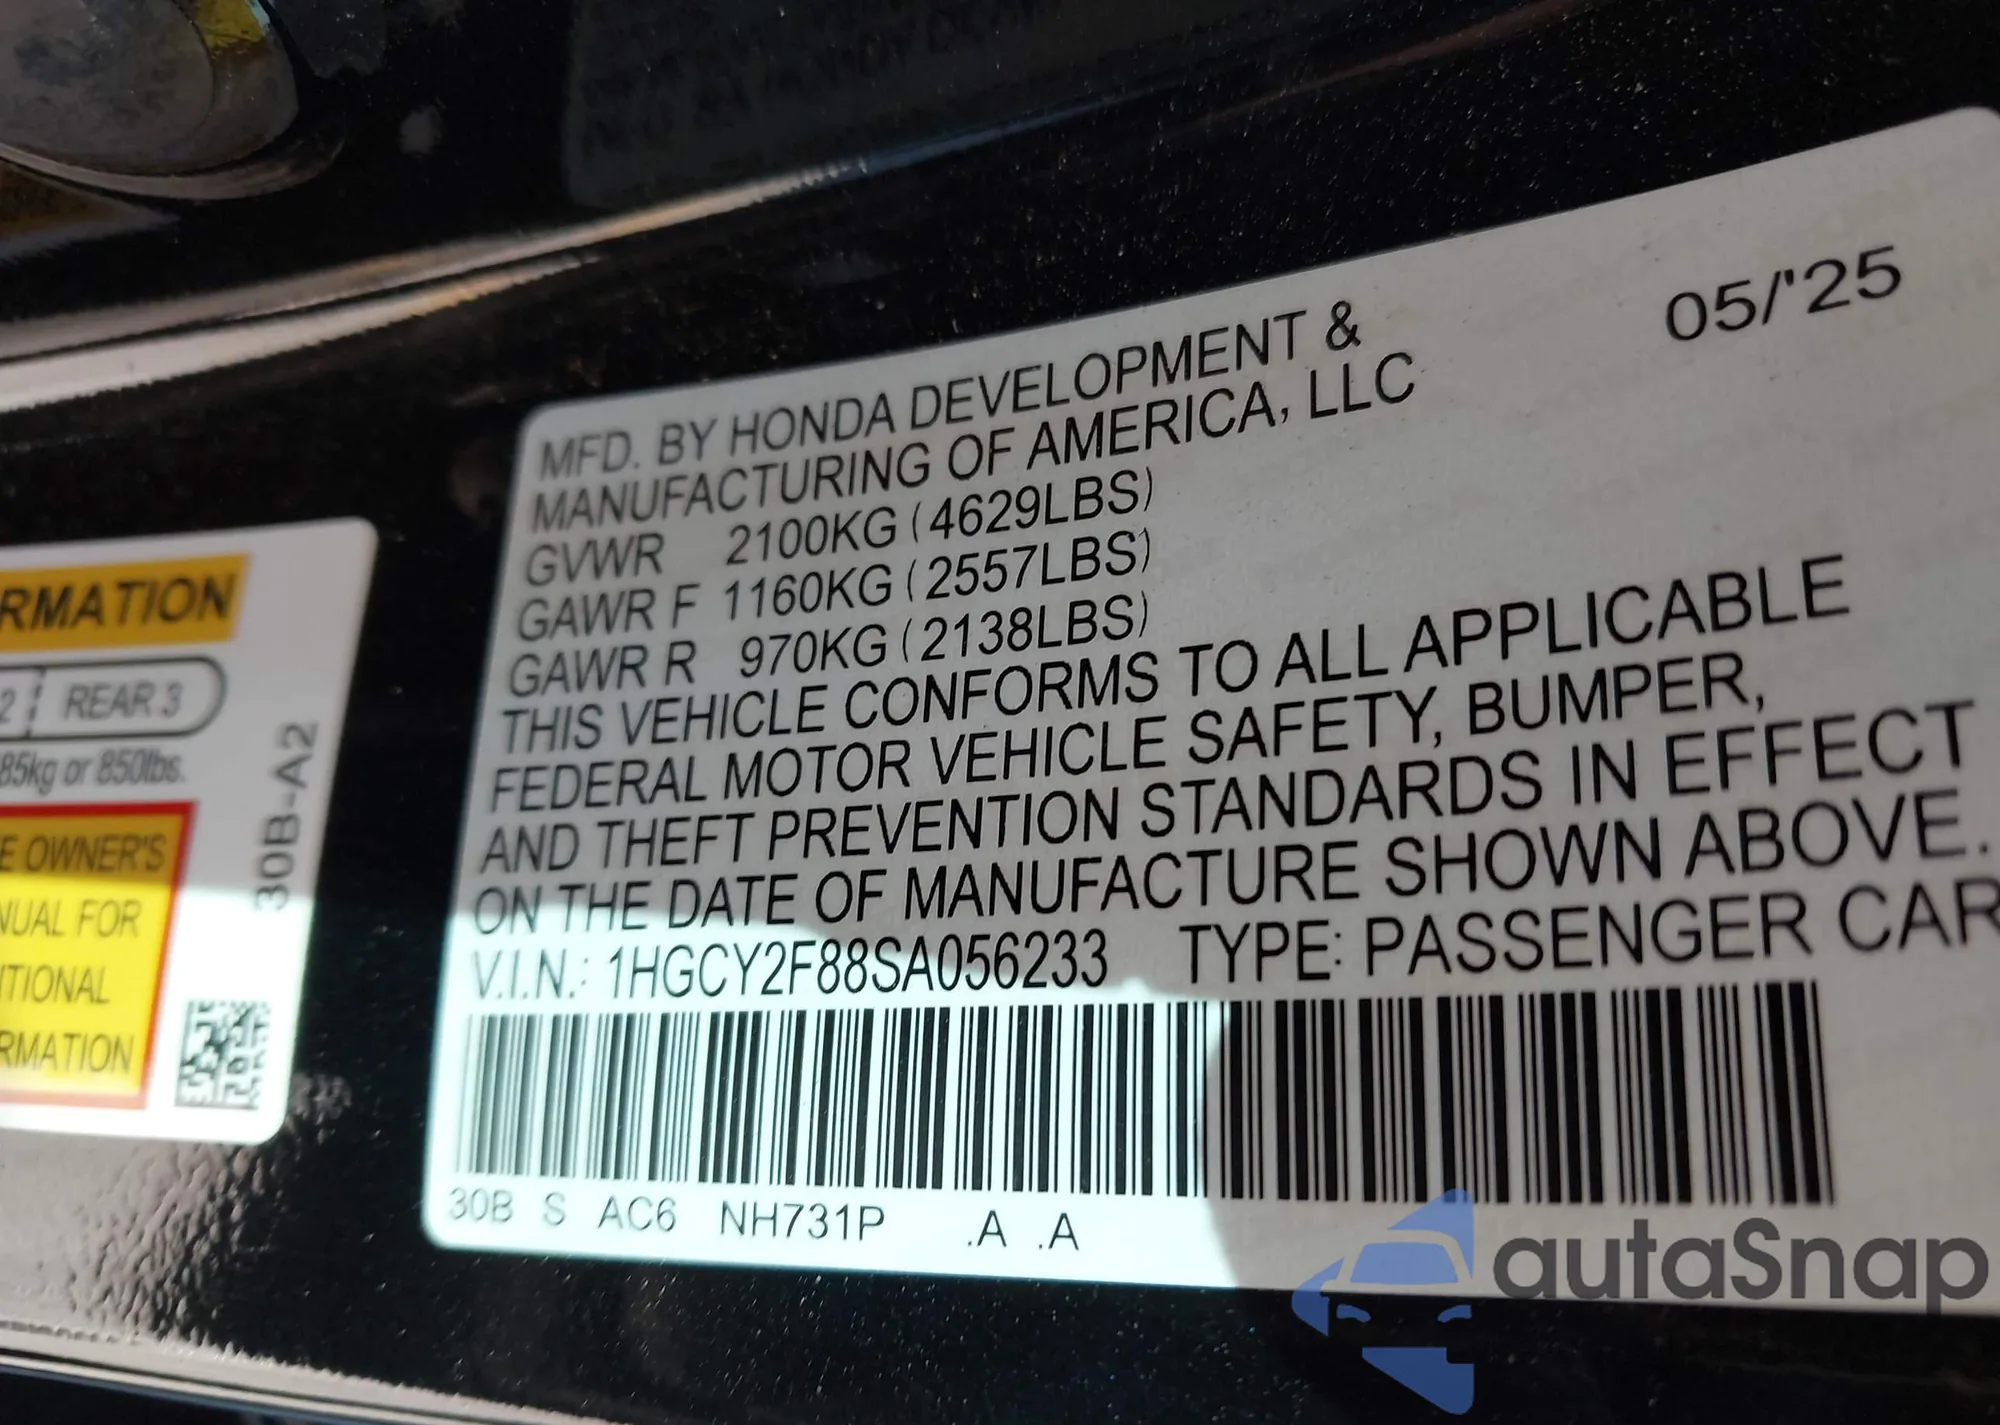 05/'25
MFD. BY HONDA DEVELOPMENT &
MANUFACTURING OF AMERICA, LLC
GVWR 2100KG (4629LBS)
GAWR F 1160KG (2557LBS)
GAWR R 970KG (2138LBS)
THIS VEHICLE CONFORMS TO ALL APPLICABLE
FEDERAL MOTOR VEHICLE SAFETY, BUMPER,
AND THEFT PREVENTION STANDARDS IN EFFECT
ON THE DATE OF MANUFACTURE SHOWN ABOVE.
V.I.N.: 1HGCY2F88SA056233 TYPE: PASSENGER CAR
30B S AC6 NH731P .A .A
RMATION
2 REAR 3
85kg or 850lbs.
E OWNER'S
NUAL FOR
ITIONAL
RMATION
30B-A2
autaSnap